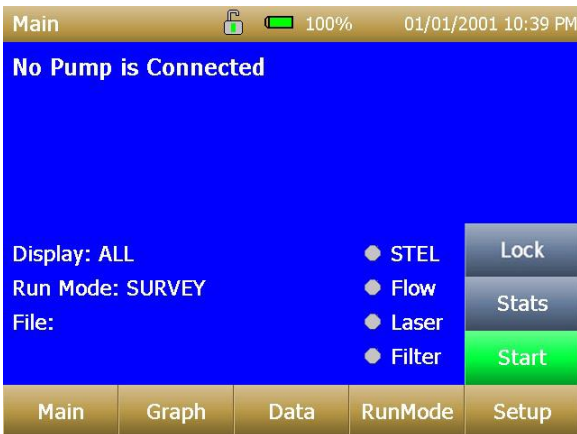 Main 100% 01/01/2001 10:39 PM
No Pump is Connected
Display: ALL
Run Mode: SURVEY
File:
STEL
Flow
Laser
Filter
Lock
Stats
Start
Main Graph Data RunMode Setup